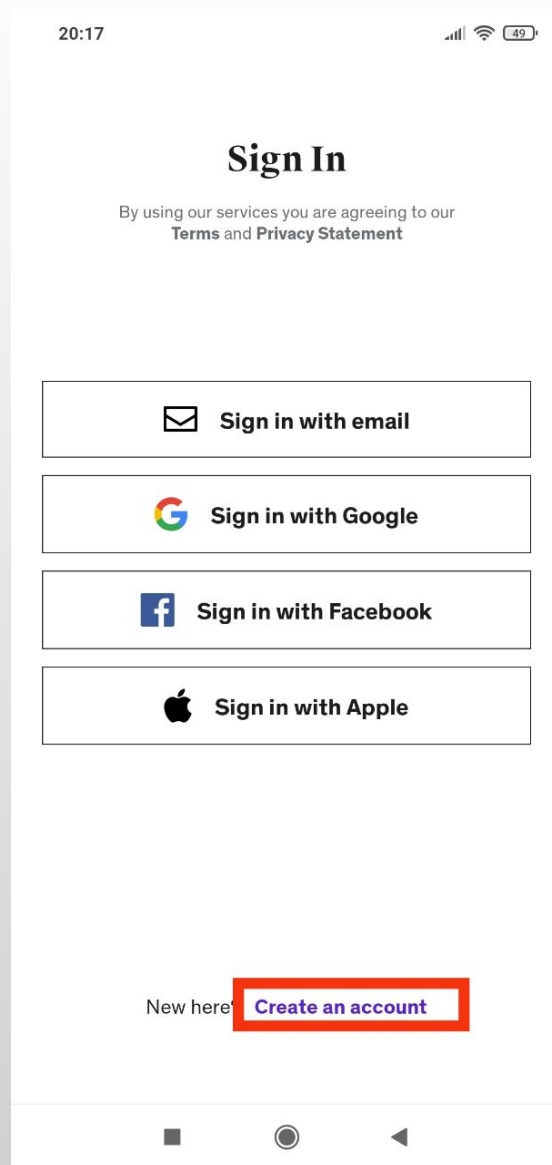 20:17
49
Sign In
By using our services you are agreeing to our
Terms and Privacy Statement
Sign in with email
Sign in with Google
Sign in with Facebook
Sign in with Apple
New here? Create an account